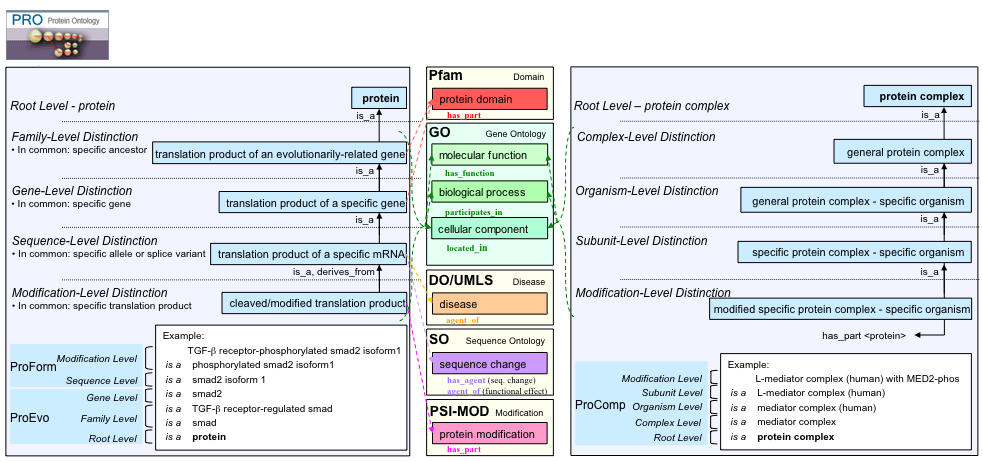 PRO Protein Ontology
Root Level - protein
protein
is_a
Family-Level Distinction
• In common: specific ancestor
translation product of an evolutionarily-related gene
is_a
Gene-Level Distinction
• In common: specific gene
translation product of a specific gene
is_a
Sequence-Level Distinction
• In common: specific allele or splice variant
translation product of a specific mRNA
is_a, derives_from
Modification-Level Distinction
• In common: specific translation product
cleaved/modified translation product
ProForm
ProEvo
Modification Level
Sequence Level
Gene Level
Family Level
Root Level
Example:
TGF-β receptor-phosphorylated smad2 isoform1
is a phosphorylated smad2 isoform1
is a smad2 isoform 1
is a smad2
is a TGF-β receptor-regulated smad
is a smad
is a protein
Pfam Domain
protein domain
has_part
GO Gene Ontology
molecular function
has_function
biological process
participates_in
cellular component
located_in
DO/UMLS Disease
disease
agent_of
SO Sequence Ontology
sequence change
has_agent (seq. change)
agent_of (functional effect)
PSI-MOD Modification
protein modification
has_part
Root Level – protein complex
protein complex
is_a
Complex-Level Distinction
general protein complex
is_a
Organism-Level Distinction
general protein complex - specific organism
is_a
Subunit-Level Distinction
specific protein complex - specific organism
is_a
Modification-Level Distinction
modified specific protein complex - specific organism
has_part <protein>
ProComp
Modification Level
Subunit Level
Organism Level
Complex Level
Root Level
Example:
L-mediator complex (human) with MED2-phos
is a L-mediator complex (human)
is a mediator complex (human)
is a mediator complex
is a protein complex